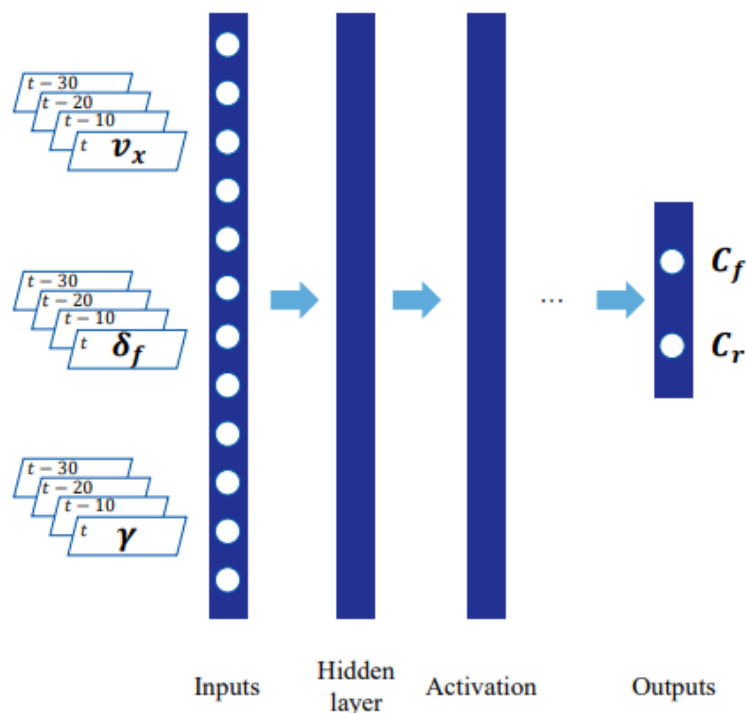 t − 30
t − 20
t − 10
t v_x
t − 30
t − 20
t − 10
t δ_f
t − 30
t − 20
t − 10
t γ
...
C_f
C_r
Inputs
Hidden
layer
Activation
Outputs